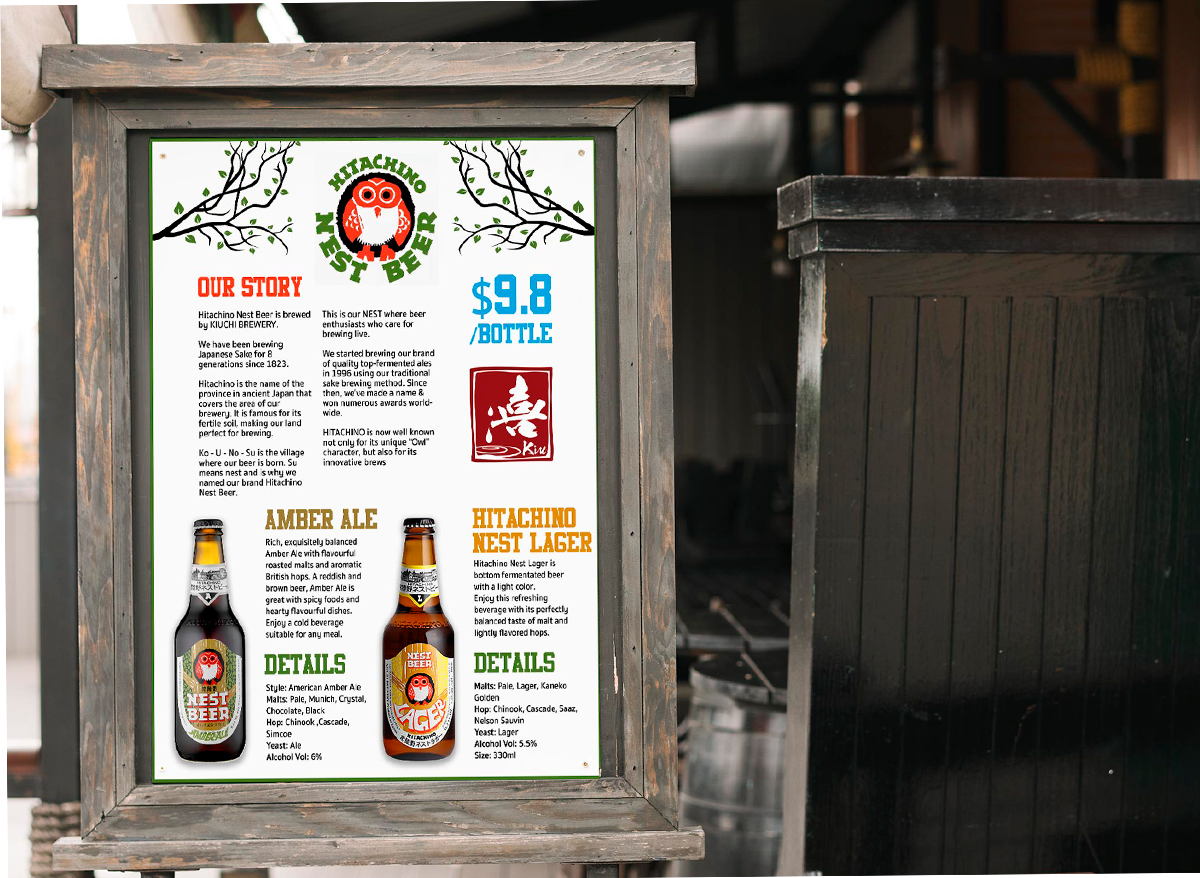 HITACHINO
NEST BEER
OUR STORY
Hitachino Nest Beer is brewed
by KIUCHI BREWERY.
We have been brewing
Japanese Sake for 8
generations since 1823.
Hitachino is the name of the
province in ancient Japan that
covers the area of our
brewery. It is famous for its
fertile soil, making our land
perfect for brewing.
Ko - U - No - Su is the village
where our beer is born. Su
means nest and is why we
named our brand Hitachino
Nest Beer.
This is our NEST where beer
enthusiasts who care for
brewing live.
We started brewing our brand
of quality top-fermented ales
in 1996 using our traditional
sake brewing method. Since
then, we've made a name &
won numerous awards world-
wide.
HITACHINO is now well known
not only for its unique "Owl"
character, but also for its
innovative brews
$9.8
/BOTTLE
Kiu
AMBER ALE
Rich, exquisitely balanced
Amber Ale with flavourful
roasted malts and aromatic
British hops. A reddish and
brown beer, Amber Ale is
great with spicy foods and
hearty flavourful dishes.
Enjoy a cold beverage
suitable for any meal.
DETAILS
Style: American Amber Ale
Malts: Pale, Munich, Crystal,
Chocolate, Black
Hop: Chinook ,Cascade,
Simcoe
Yeast: Ale
Alcohol Vol: 6%
NEST
BEER
AMBER ALE
HITACHINO
NEST LAGER
Hitachino Nest Lager is
bottom fermentated beer
with a light color.
Enjoy this refreshing
beverage with its perfectly
balanced taste of malt and
lightly flavored hops.
DETAILS
Malts: Pale, Lager, Kaneko
Golden
Hop: Chinook, Cascade, Saaz,
Nelson Sauvin
Yeast: Lager
Alcohol Vol: 5.5%
Size: 330ml
NEST
BEER
LAGER
HITACHINO
常陸野ネストラガー